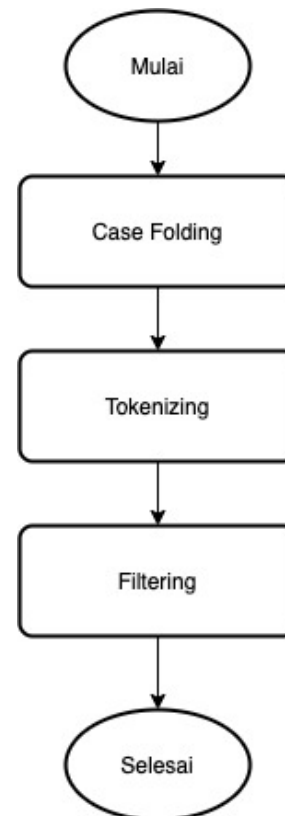 Mulai
Case Folding
Tokenizing
Filtering
Selesai